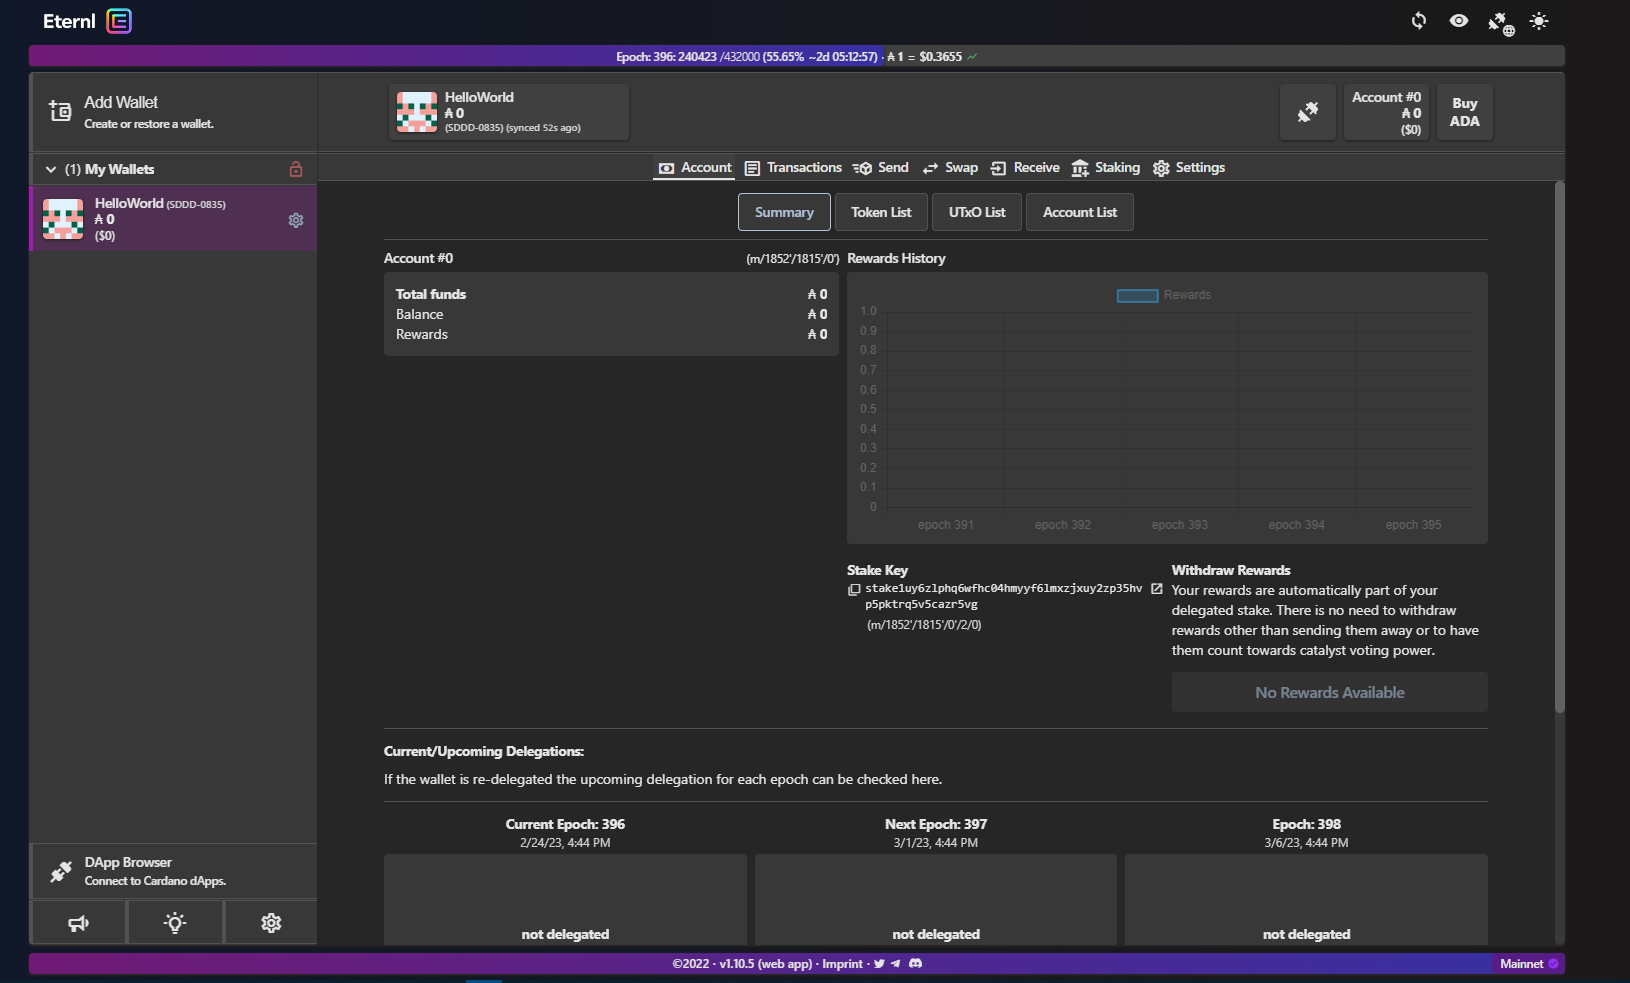 Eternl
Epoch: 396: 240423 /432000 (55.65% ~2d 05:12:57) · ₳ 1 = $0.3655
Add Wallet
Create or restore a wallet.
HelloWorld
₳ 0
(SDDD-0835) (synced 52s ago)
Account #0
₳ 0
($0)
Buy
ADA
(1) My Wallets
HelloWorld (SDDD-0835)
₳ 0
($0)
Account Transactions Send Swap Receive Staking Settings
Summary Token List UTxO List Account List
Account #0 (m/1852'/1815'/0')
Total funds ₳ 0
Balance ₳ 0
Rewards ₳ 0
Rewards History
Rewards
1.0
0.9
0.8
0.7
0.6
0.5
0.4
0.3
0.2
0.1
0
epoch 391 epoch 392 epoch 393 epoch 394 epoch 395
Stake Key
stake1uy6zlphq6wfhc04hmyyf6lmxzjxuy2zp35hv
p5pktrq5v5cazr5vg
(m/1852'/1815'/0'/2/0)
Withdraw Rewards
Your rewards are automatically part of your
delegated stake. There is no need to withdraw
rewards other than sending them away or to have
them count towards catalyst voting power.
No Rewards Available
Current/Upcoming Delegations:
If the wallet is re-delegated the upcoming delegation for each epoch can be checked here.
Current Epoch: 396
2/24/23, 4:44 PM
not delegated
Next Epoch: 397
3/1/23, 4:44 PM
not delegated
Epoch: 398
3/6/23, 4:44 PM
not delegated
DApp Browser
Connect to Cardano dApps.
©2022 · v1.10.5 (web app) · Imprint ·
Mainnet